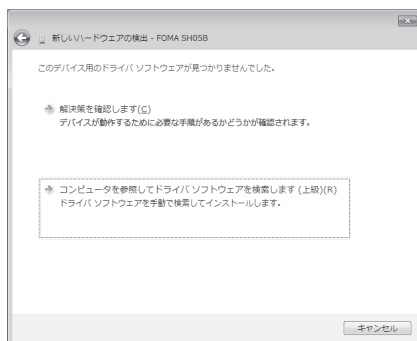 新しいハードウェアの検出 - FOMA SH05B
このデバイス用のドライバ ソフトウェアが見つかりませんでした。
解決策を確認します(C)
デバイスが動作するために必要な手順があるかどうかが確認されます。
コンピュータを参照してドライバ ソフトウェアを検索します (上級)(R)
ドライバ ソフトウェアを手動で検索してインストールします。
キャンセル